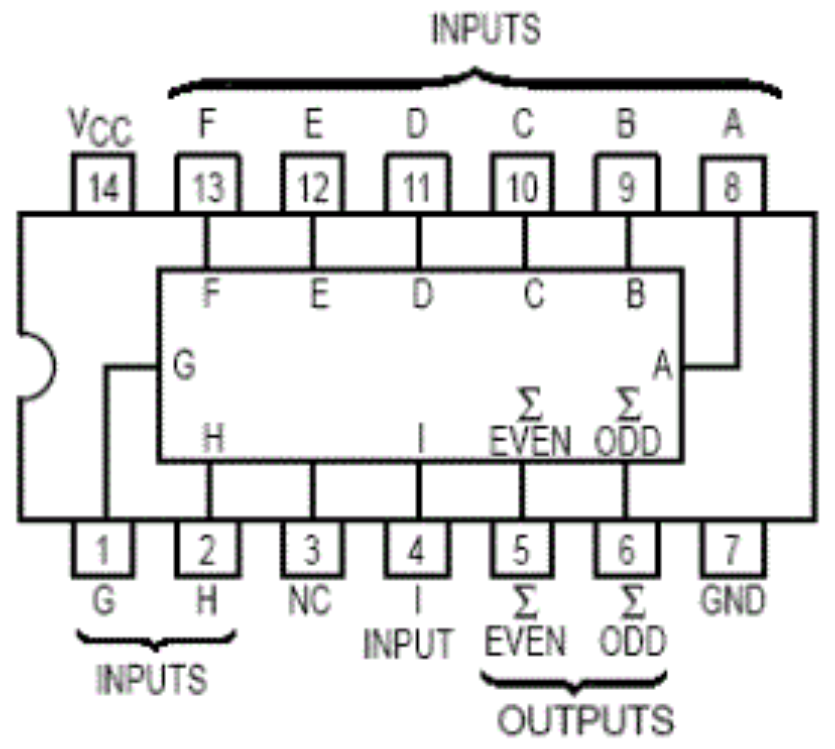 INPUTS
VCC F E D C B A
14 13 12 11 10 9 8
F E D C B
G A
Σ Σ
H I EVEN ODD
1 2 3 4 5 6 7
G H NC I Σ Σ GND
INPUT EVEN ODD
INPUTS
OUTPUTS